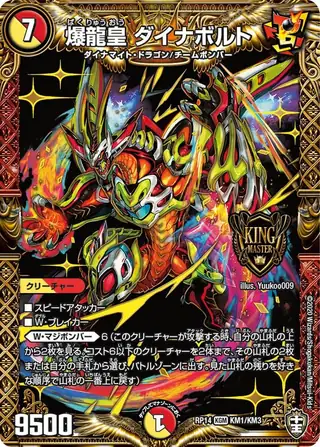 7
ばくりゅうおう
爆龍皇 ダイナボルト
ダイナマイト・ドラゴン/チームボンバー
KING
MASTER
illus. Yuukoo009
クリーチャー
■スピードアタッカー
■W・ブレイカー
■W・マジボンバー 6(このクリーチャーが攻撃する時、自分の山札の上
から2枚を見る。コスト6以下のクリーチャーを2体まで、その山札の2枚
または自分の手札から選び、バトルゾーンに出す。見た山札の残りを好き
な順序で山札の一番上に戻す)
9500
RP14 KGM KM1/KM3
©2020 Wizards/Shogakukan/Mitsui-Kids